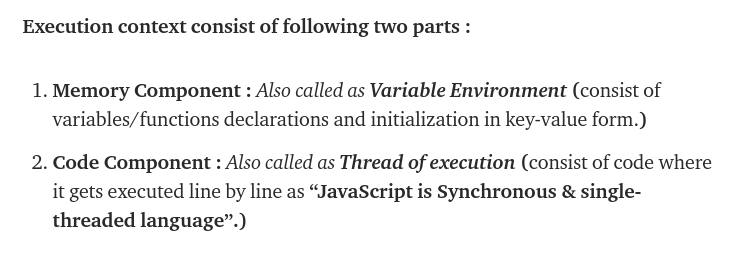 Execution context consist of following two parts :
1. Memory Component : Also called as Variable Environment (consist of
variables/functions declarations and initialization in key-value form.)
2. Code Component : Also called as Thread of execution (consist of code where
it gets executed line by line as “JavaScript is Synchronous & single-
threaded language”.)